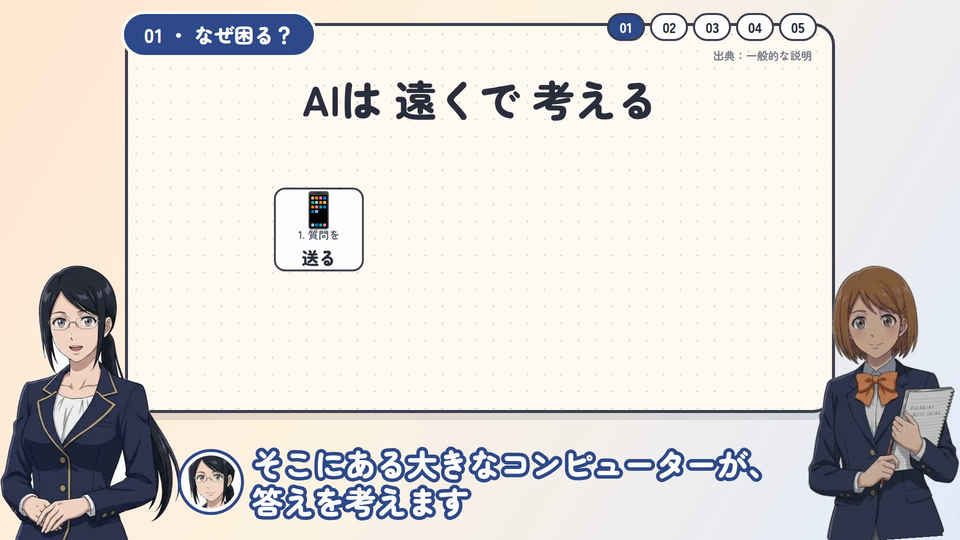 01 ・ なぜ困る？
01 02 03 04 05
出典：一般的な説明
AIは 遠くで 考える
1. 質問を
送る
そこにある大きなコンピューターが、
答えを考えます